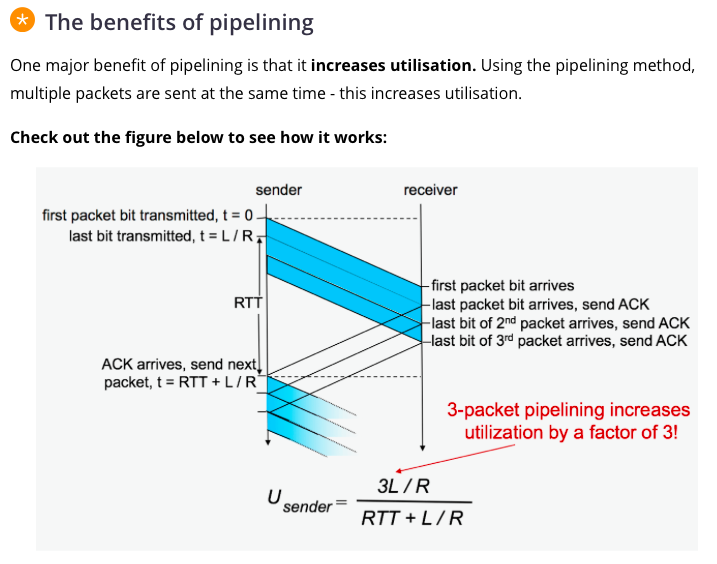 * The benefits of pipelining
One major benefit of pipelining is that it increases utilisation. Using the pipelining method,
multiple packets are sent at the same time - this increases utilisation.
Check out the figure below to see how it works:
sender
receiver
first packet bit transmitted, t = 0
last bit transmitted, t = L / R
first packet bit arrives
RTT
last packet bit arrives, send ACK
last bit of 2nd packet arrives, send ACK
last bit of 3rd packet arrives, send ACK
ACK arrives, send next
packet, t = RTT + L / R
3-packet pipelining increases
utilization by a factor of 3!
U sender =
3L / R
RTT + L / R